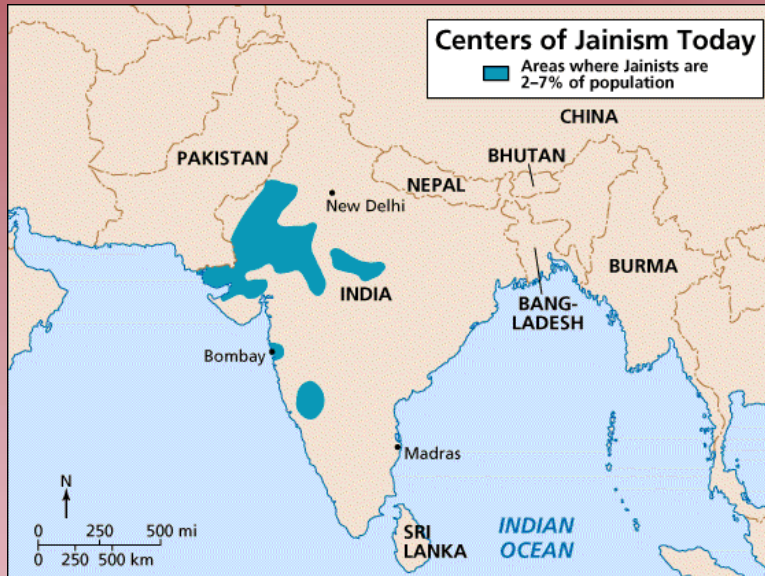 Centers of Jainism Today
Areas where Jainists are
2–7% of population
CHINA
PAKISTAN
BHUTAN
NEPAL
New Delhi
BURMA
INDIA
BANG-
LADESH
Bombay
Madras
N
0 250 500 mi
0 250 500 km
SRI
LANKA
INDIAN
OCEAN